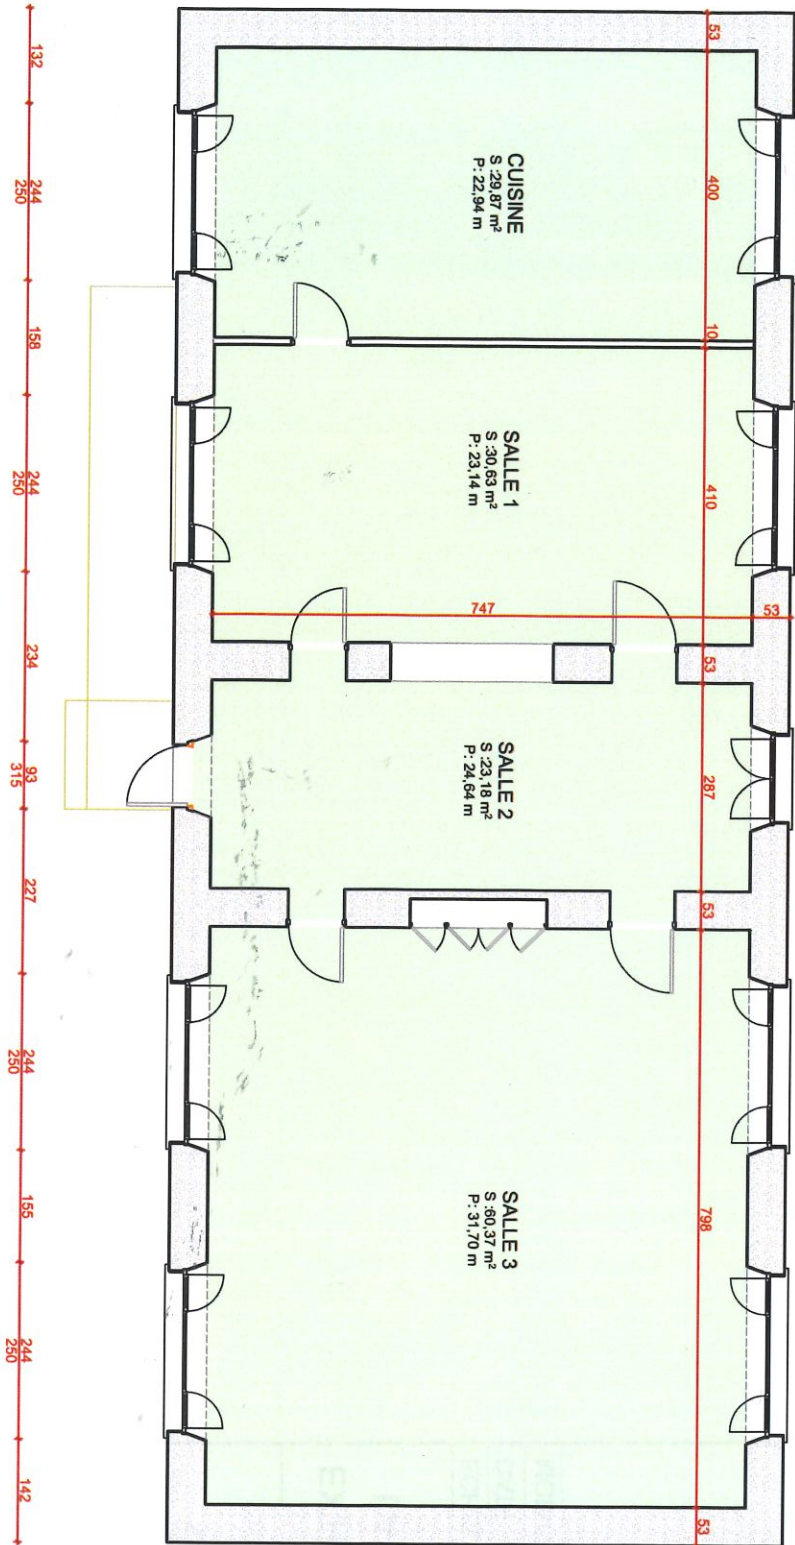 CUISINE
S :29,87 m²
P: 22,94 m
SALLE 1
S :30,63 m²
P: 23,14 m
SALLE 2
S :23,18 m²
P: 24,64 m
SALLE 3
S :60,37 m²
P: 31,70 m
53
400
10
410
53
287
53
798
53
747
53
132
244
250
158
244
250
234
93
315
227
244
250
155
244
250
142